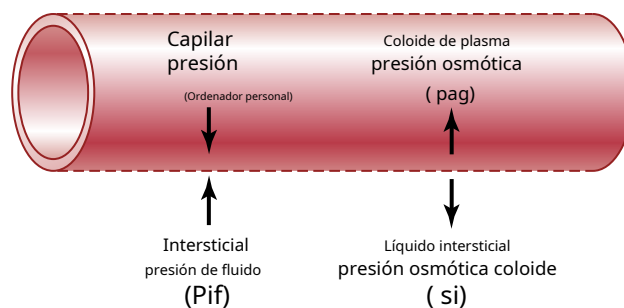 Capilar
presión
(Ordenador personal)
Coloide de plasma
presión osmótica
( pag)
Intersticial
presión de fluido
(Pif)
Líquido intersticial
presión osmótica coloide
( si)